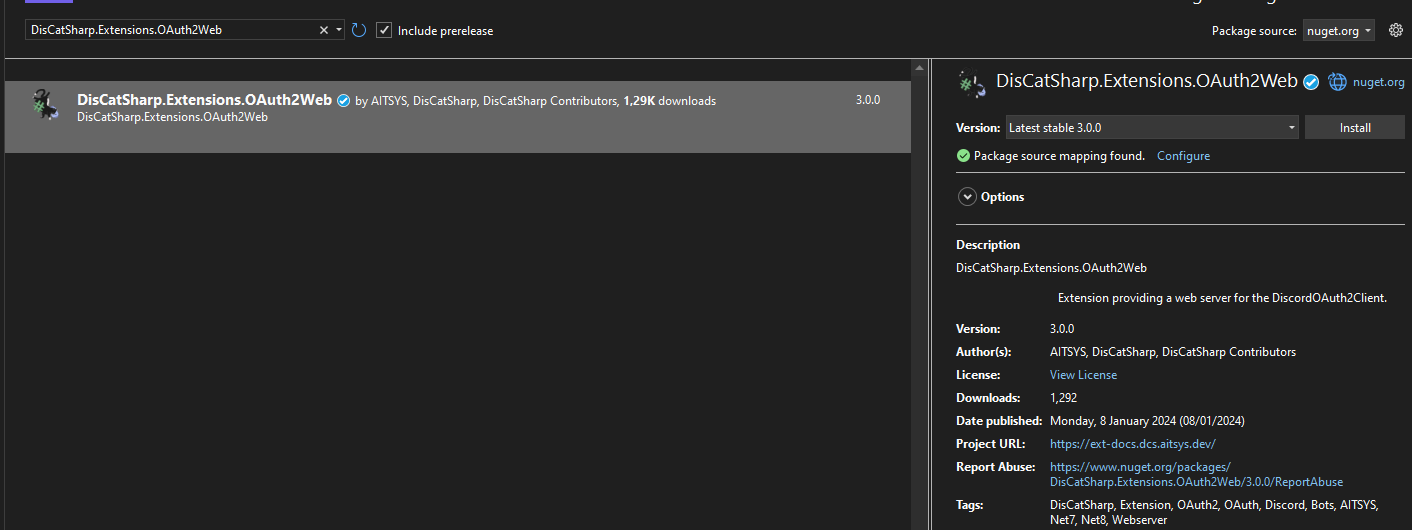 DisCatSharp.Extensions.OAuth2Web
Include prerelease
Package source: nuget.org
DisCatSharp.Extensions.OAuth2Web by AITSYS, DisCatSharp, DisCatSharp Contributors, 1,29K downloads 3.0.0
DisCatSharp.Extensions.OAuth2Web
DisCatSharp.Extensions.OAuth2Web nuget.org
Version: Latest stable 3.0.0 Install
Package source mapping found. Configure
Options
Description
DisCatSharp.Extensions.OAuth2Web
Extension providing a web server for the DiscordOAuth2Client.
Version: 3.0.0
Author(s): AITSYS, DisCatSharp, DisCatSharp Contributors
License: View License
Downloads: 1,292
Date published: Monday, 8 January 2024 (08/01/2024)
Project URL: https://ext-docs.dcs.aitsys.dev/
Report Abuse: https://www.nuget.org/packages/
DisCatSharp.Extensions.OAuth2Web/3.0.0/ReportAbuse
Tags: DisCatSharp, Extension, OAuth2, OAuth, Discord, Bots, AITSYS,
Net7, Net8, Webserver